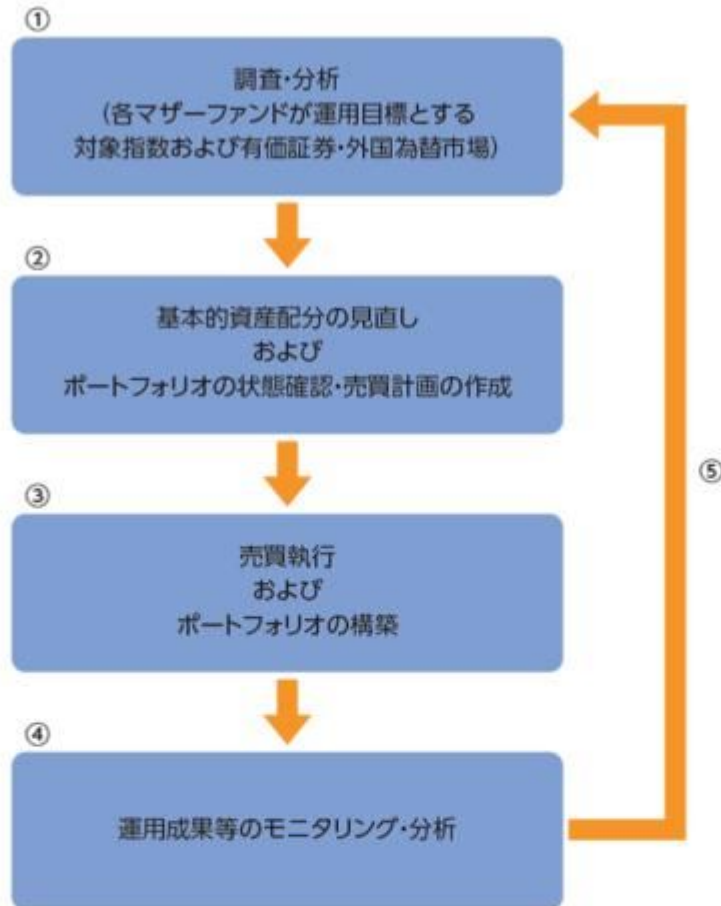 ①
調査・分析
(各マザーファンドが運用目標とする
対象指数および有価証券・外国為替市場)
②
基本的資産配分の見直し
および
ポートフォリオの状態確認・売買計画の作成
③
売買執行
および
ポートフォリオの構築
④
運用成果等のモニタリング・分析
⑤